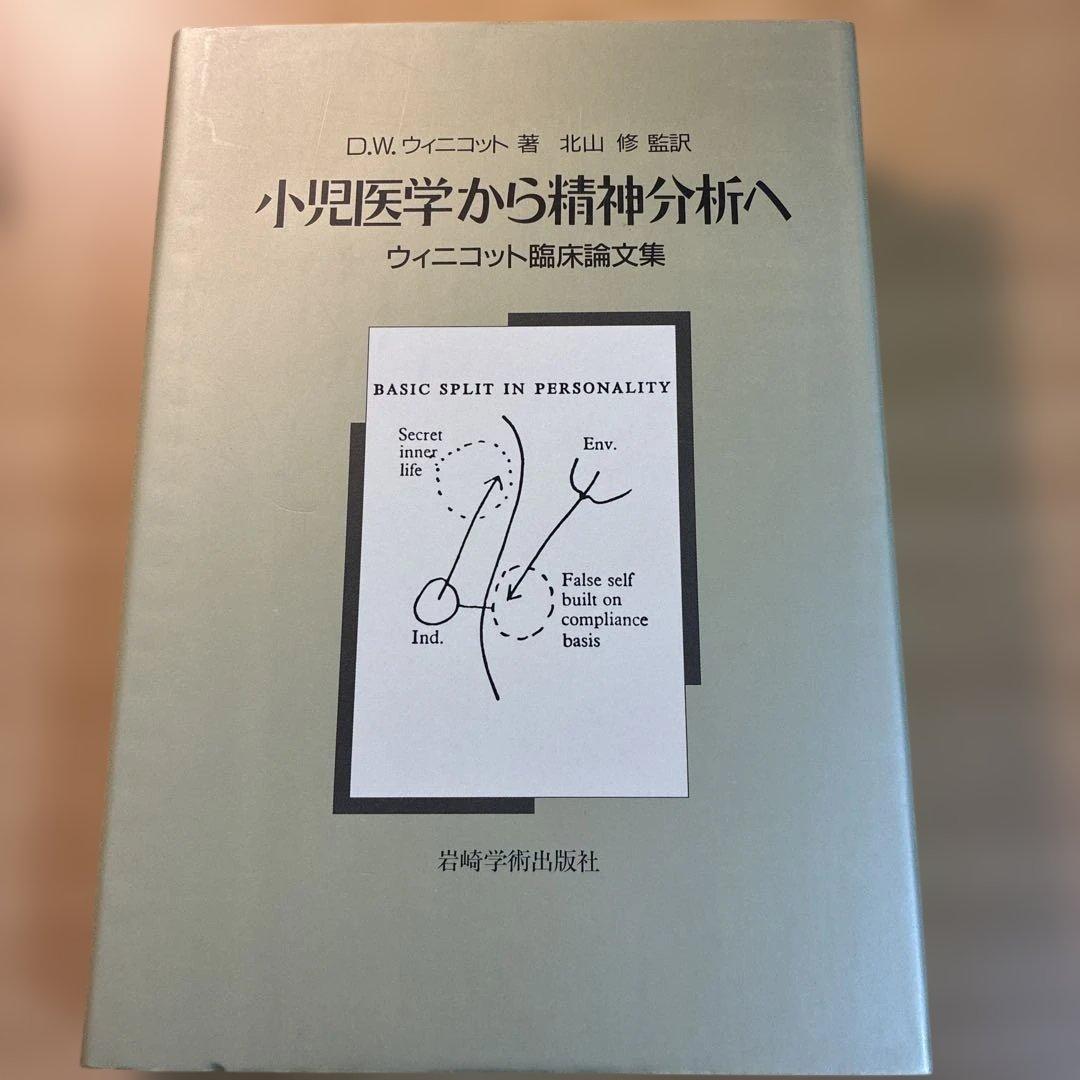 D.W. ウィニコット 著 北山 修 監訳
小児医学から精神分析へ
ウィニコット臨床論文集
BASIC SPLIT IN PERSONALITY
Secret
inner
life
Env.
False self
built on
compliance
basis
Ind.
岩崎学術出版社